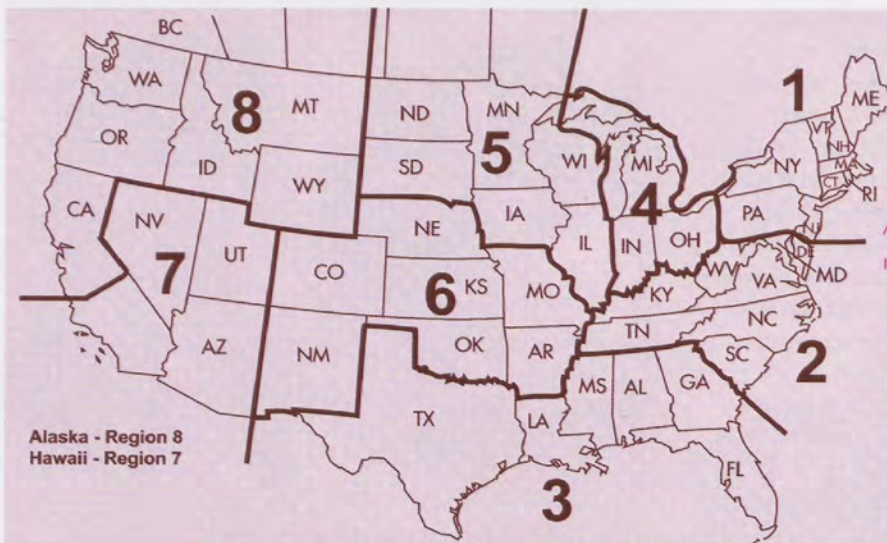 BC
1
WA
ME
8
MT
ND
MN
VT
NH
OR
5
NY
MA
ID
SD
WI
MI
CT
RI
WY
4
PA
CA
NV
IA
NJ
NE
OH
IL
IN
DE
7
UT
CO
WV
MD
6
KS
MO
KY
VA
NC
TN
AZ
NM
OK
AR
SC
2
MS
AL
GA
TX
LA
Alaska - Region 8
Hawaii - Region 7
FL
3